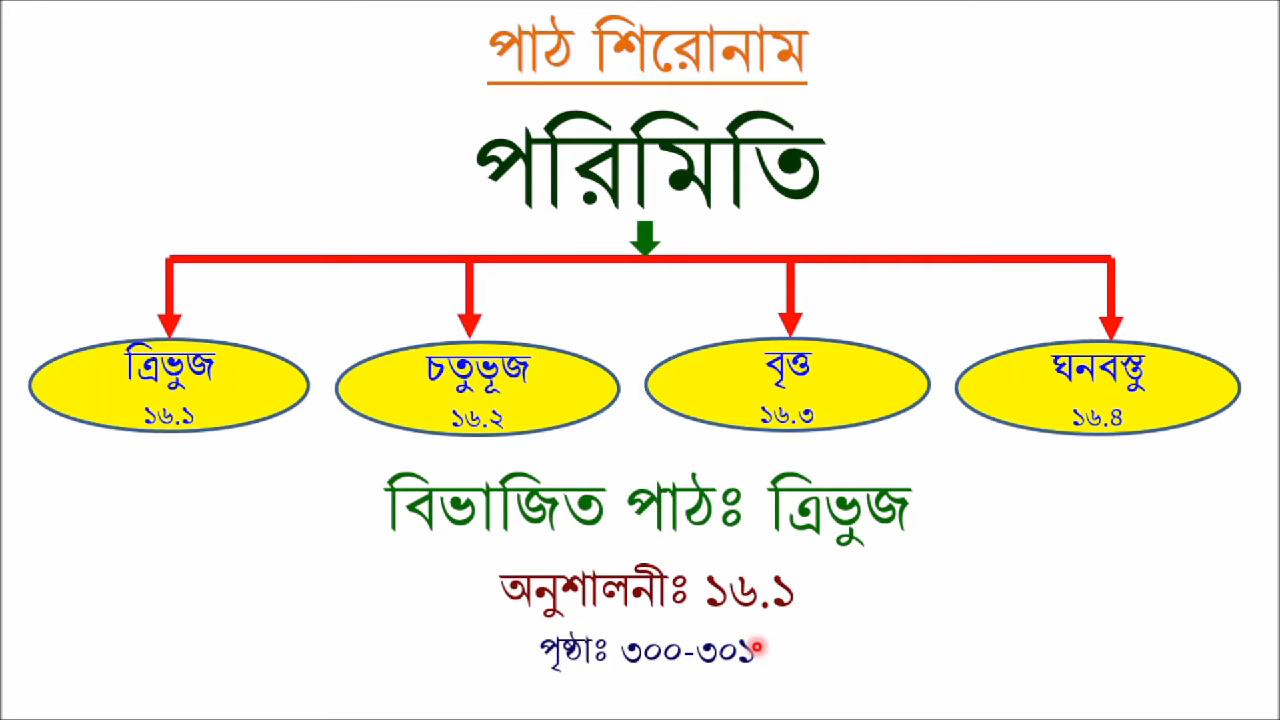 পাঠ শিরোনাম
পরিমিতি
ত্রিভুজ
১৬.১
চতুভূজ
১৬.২
বৃত্ত
১৬.৩
ঘনবস্তু
১৬.৪
বিভাজিত পাঠঃ ত্রিভুজ
অনুশালনীঃ ১৬.১
পৃষ্ঠাঃ ৩০০-৩০১